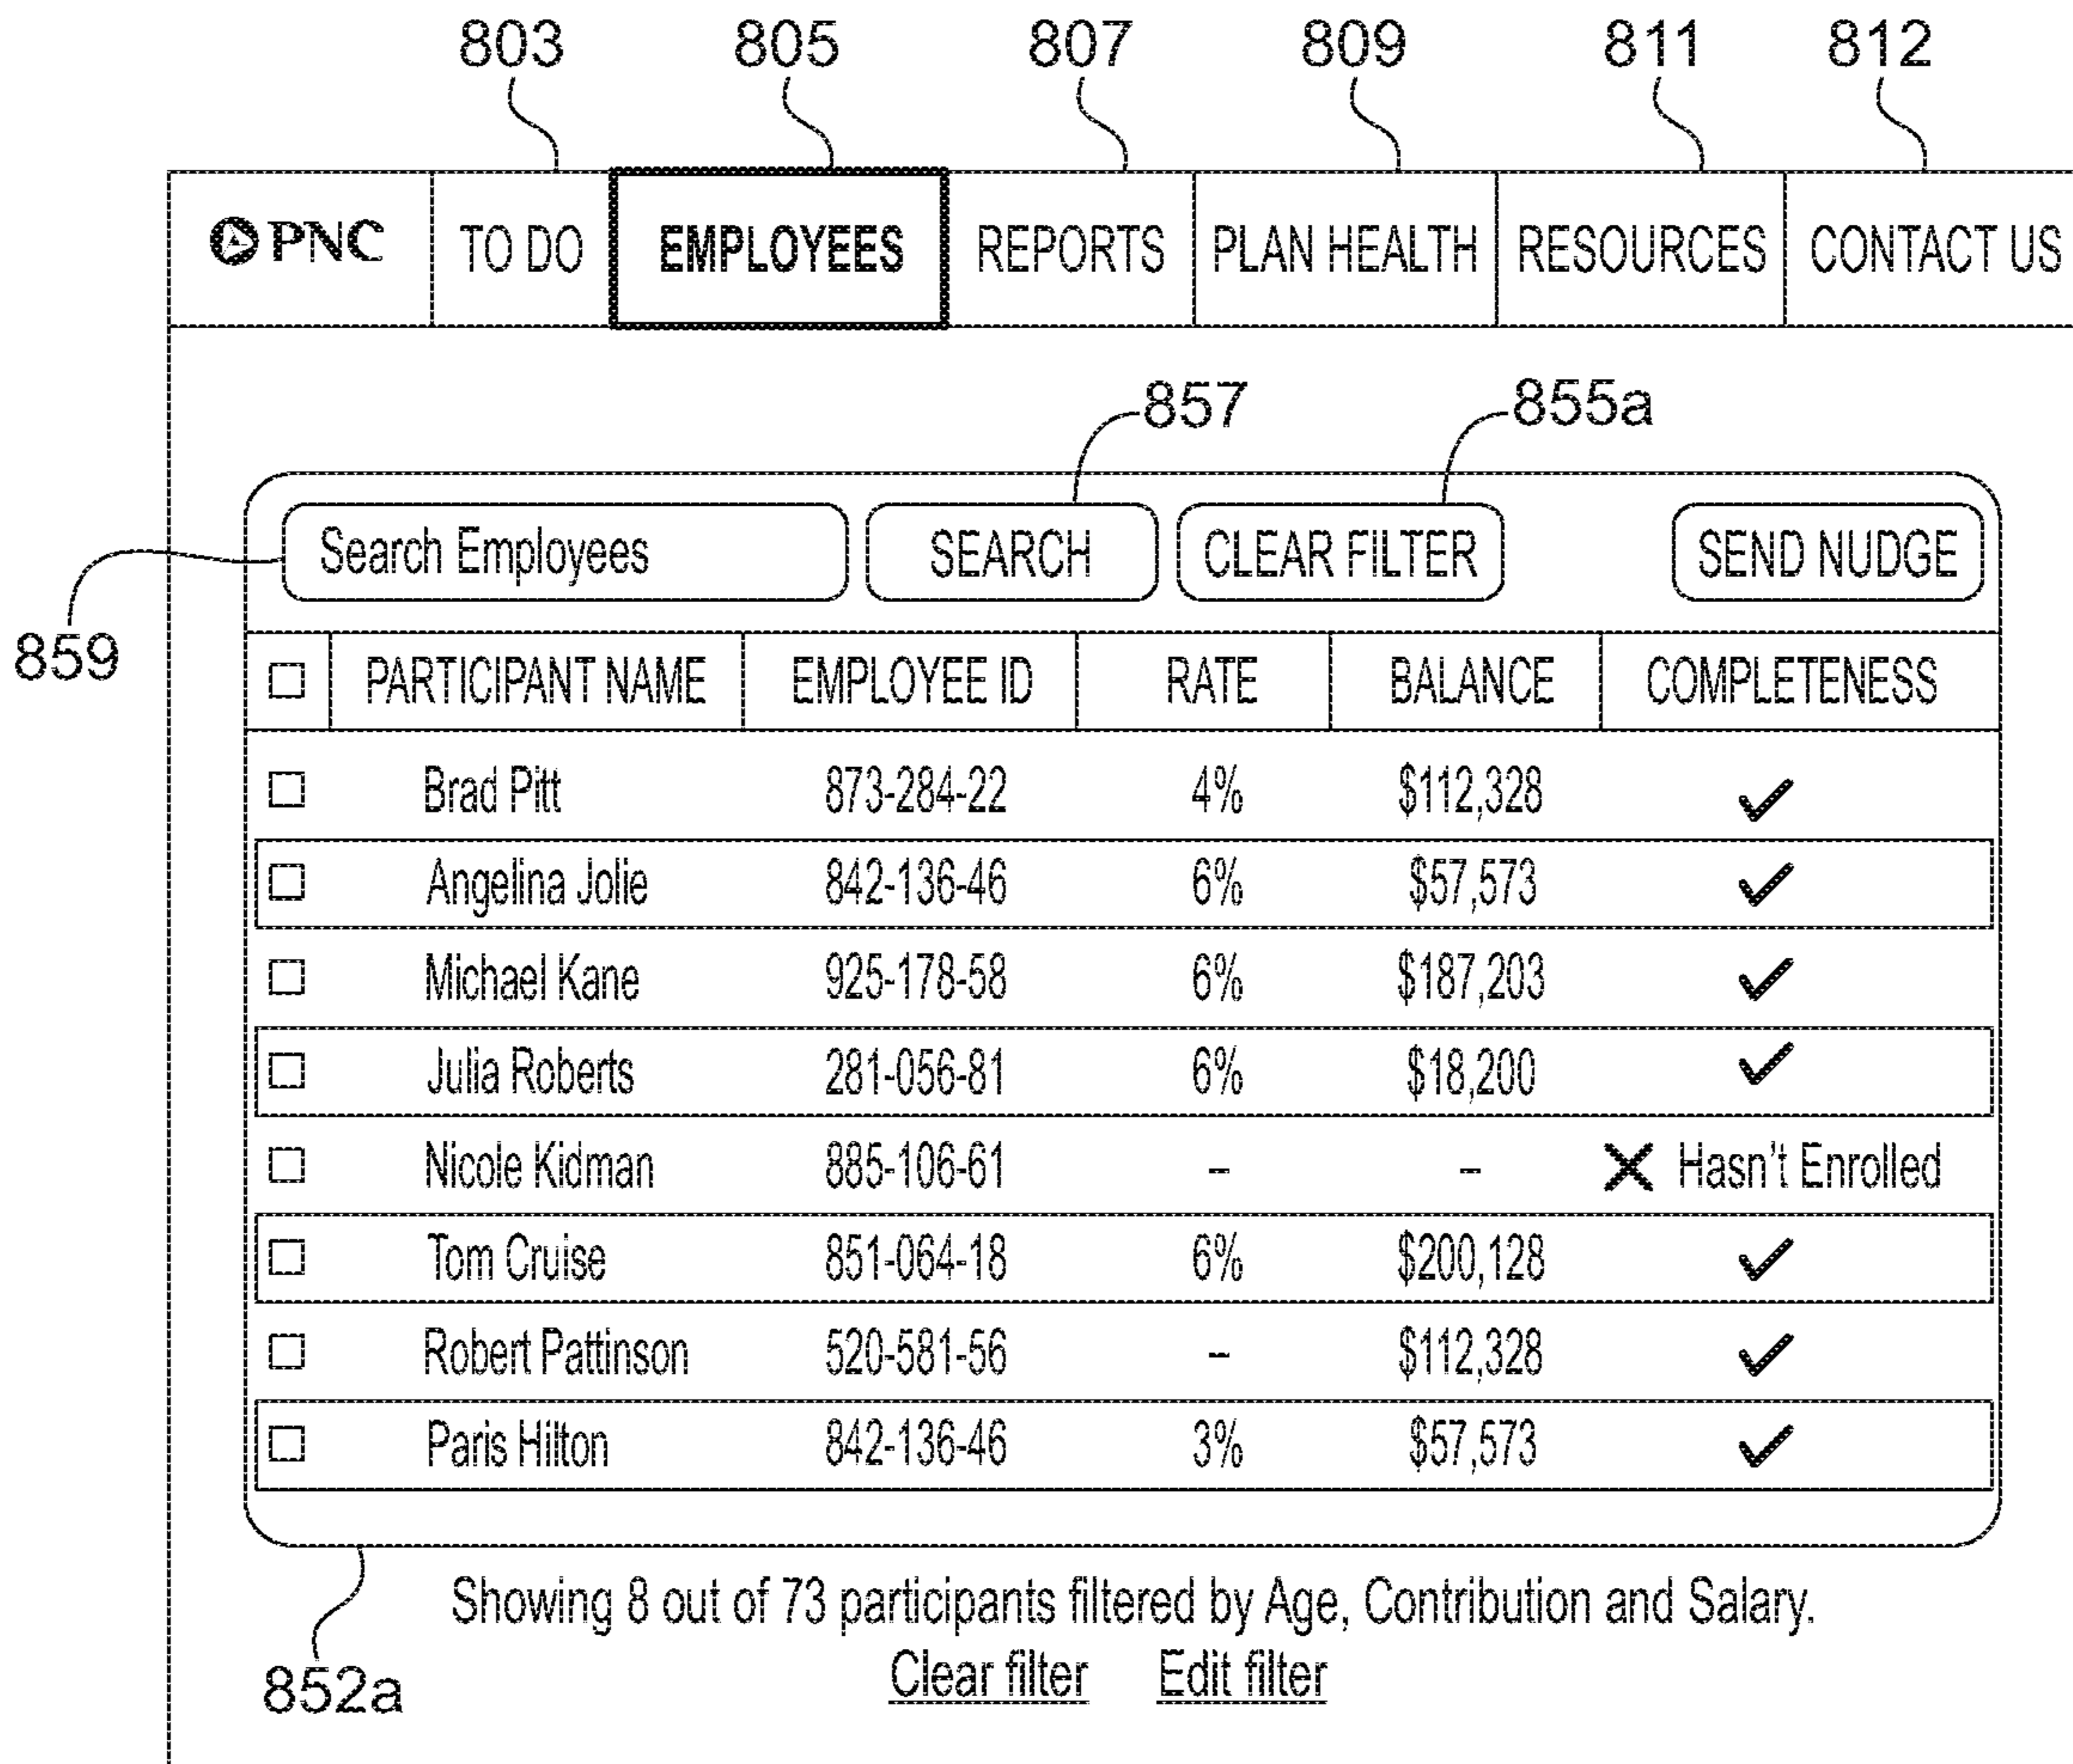 803 805 807 809 811 812
PNC TO DO EMPLOYEES REPORTS PLAN HEALTH RESOURCES CONTACT US
857 855a
Search Employees SEARCH CLEAR FILTER SEND NUDGE
859
PARTICIPANT NAME EMPLOYEE ID RATE BALANCE COMPLETENESS
Brad Pitt 873-284-22 4% $112,328 ✓
Angelina Jolie 842-136-46 6% $57,573 ✓
Michael Kane 925-178-58 6% $187,203 ✓
Julia Roberts 281-056-81 6% $18,200 ✓
Nicole Kidman 885-106-61 – – ✕ Hasn't Enrolled
Tom Cruise 851-064-18 6% $200,128 ✓
Robert Pattinson 520-581-56 – $112,328 ✓
Paris Hilton 842-136-46 3% $57,573 ✓
Showing 8 out of 73 participants filtered by Age, Contribution and Salary.
Clear filter Edit filter
852a